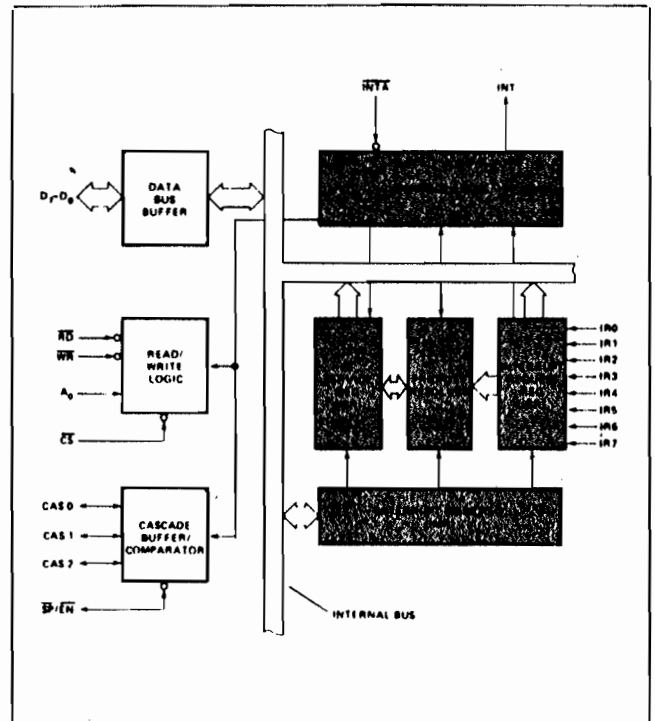 INTA
INT
DATA
BUS
BUFFER
D7-D0
RD
WR
A0
CS
READ/
WRITE
LOGIC
IR0
IR1
IR2
IR3
IR4
IR5
IR6
IR7
CAS 0
CAS 1
CAS 2
SP/EN
CASCADE
BUFFER/
COMPARATOR
INTERNAL BUS